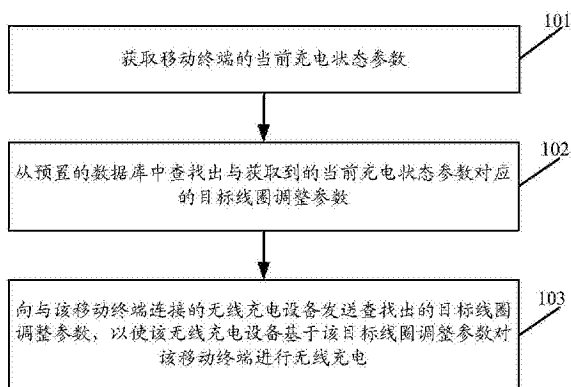 101
获取移动终端的当前充电状态参数
102
从预置的数据库中查找出与获取到的当前充电状态参数对应
的目标线圈调整参数
103
向与该移动终端连接的无线充电设备发送查找出的目标线圈
调整参数，以使该无线充电设备基于该目标线圈调整参数对
该移动终端进行无线充电